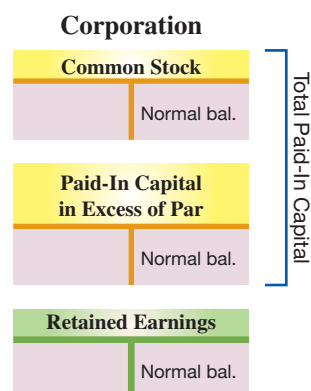 Corporation
Common Stock
Normal bal.
Paid-In Capital
in Excess of Par
Normal bal.
Retained Earnings
Normal bal.
Total Paid-In Capital